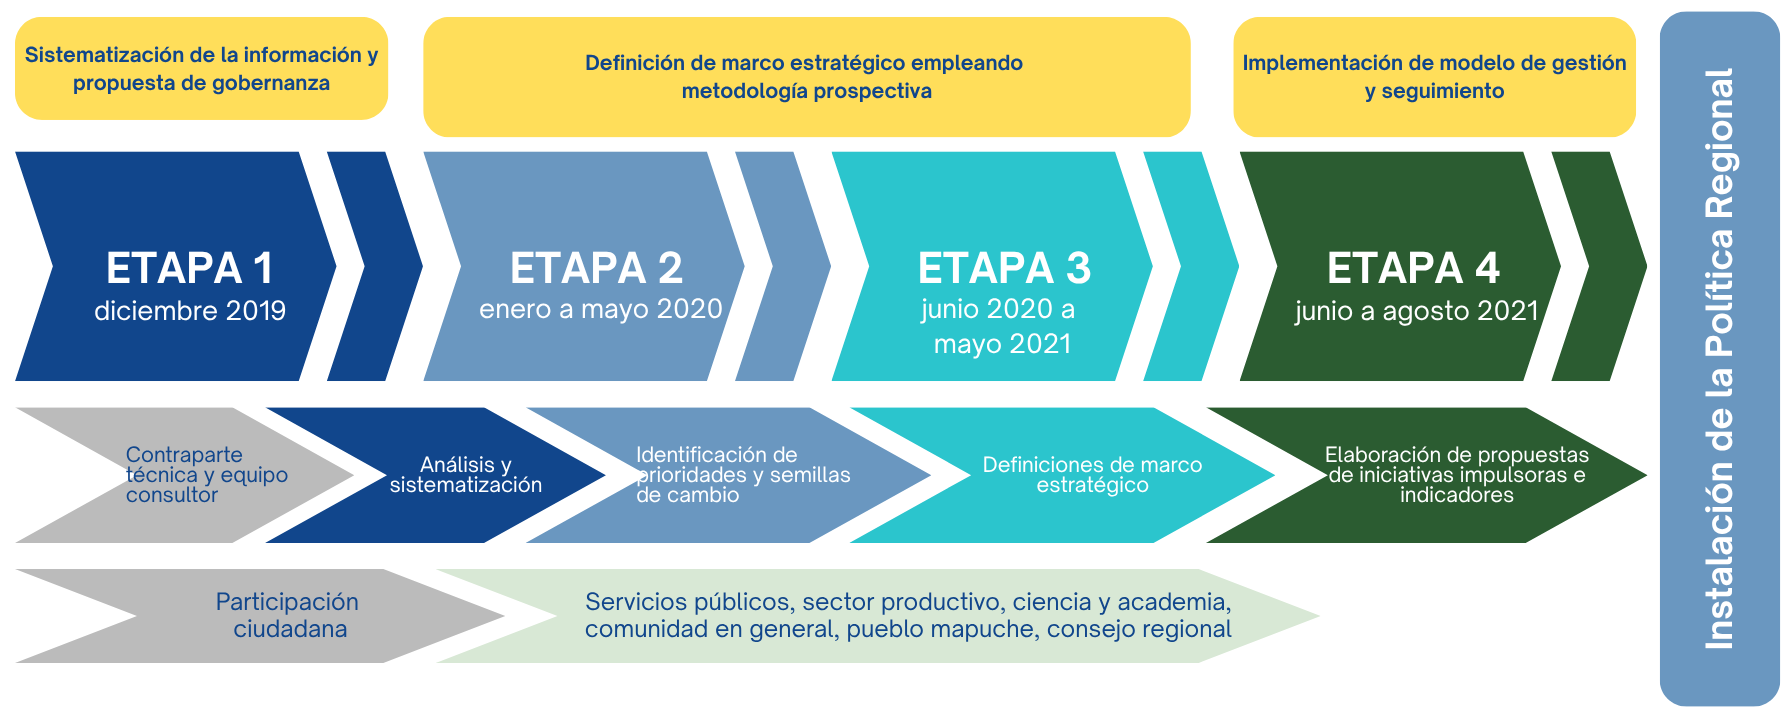 Sistematización de la información y
propuesta de gobernanza
Definición de marco estratégico empleando
metodología prospectiva
Implementación de modelo de gestión
y seguimiento
ETAPA 1
diciembre 2019
ETAPA 2
enero a mayo 2020
ETAPA 3
junio 2020 a
mayo 2021
ETAPA 4
junio a agosto 2021
Contraparte
técnica y equipo
consultor
Análisis y
sistematización
Identificación de
prioridades y semillas
de cambio
Definiciones de marco
estratégico
Elaboración de propuestas
de iniciativas impulsoras e
indicadores
Participación
ciudadana
Servicios públicos, sector productivo, ciencia y academia,
comunidad en general, pueblo mapuche, consejo regional
Instalación de la Política Regional